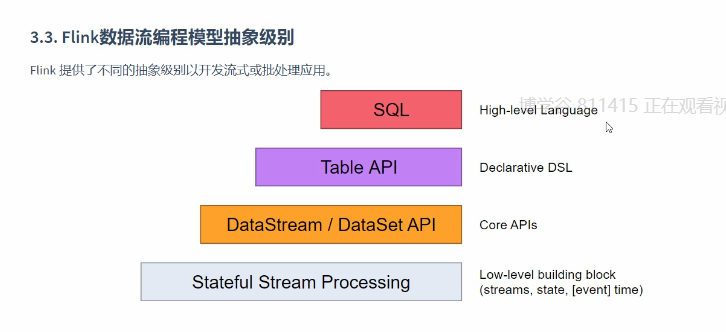 3.3. Flink数据流编程模型抽象级别
Flink 提供了不同的抽象级别以开发流式或批处理应用。
博学谷 811415 正在观看视
SQL
High-level Language
Table API
Declarative DSL
DataStream / DataSet API
Core APIs
Stateful Stream Processing
Low-level building block
(streams, state, [event] time)